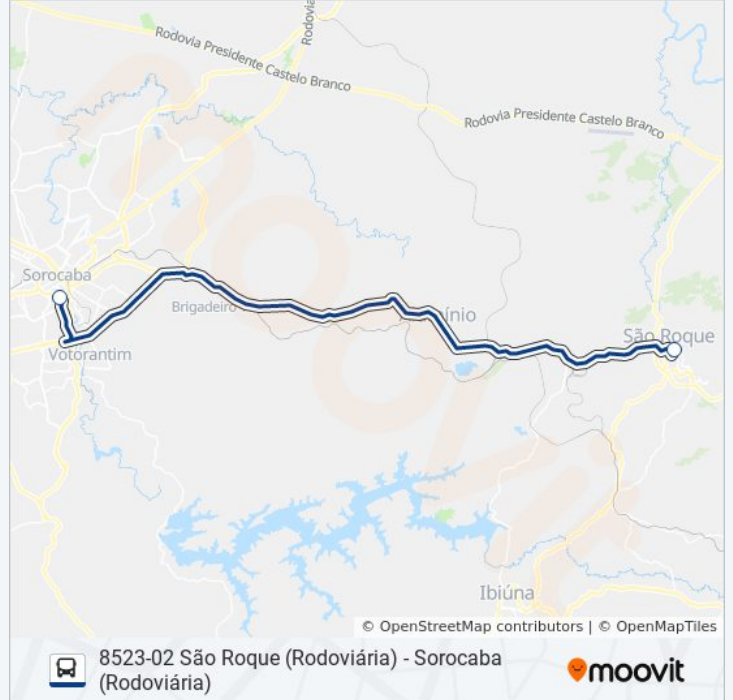 Rodovia
Rodovia Presidente Castelo Branco
Rodovia Presidente Castelo Branco
Sorocaba
Brigadeiro
ínio
São Roque
Votorantim
Ibiúna
© OpenStreetMap contributors | © OpenMapTiles
8523-02 São Roque (Rodoviária) - Sorocaba
(Rodoviária)
moovit